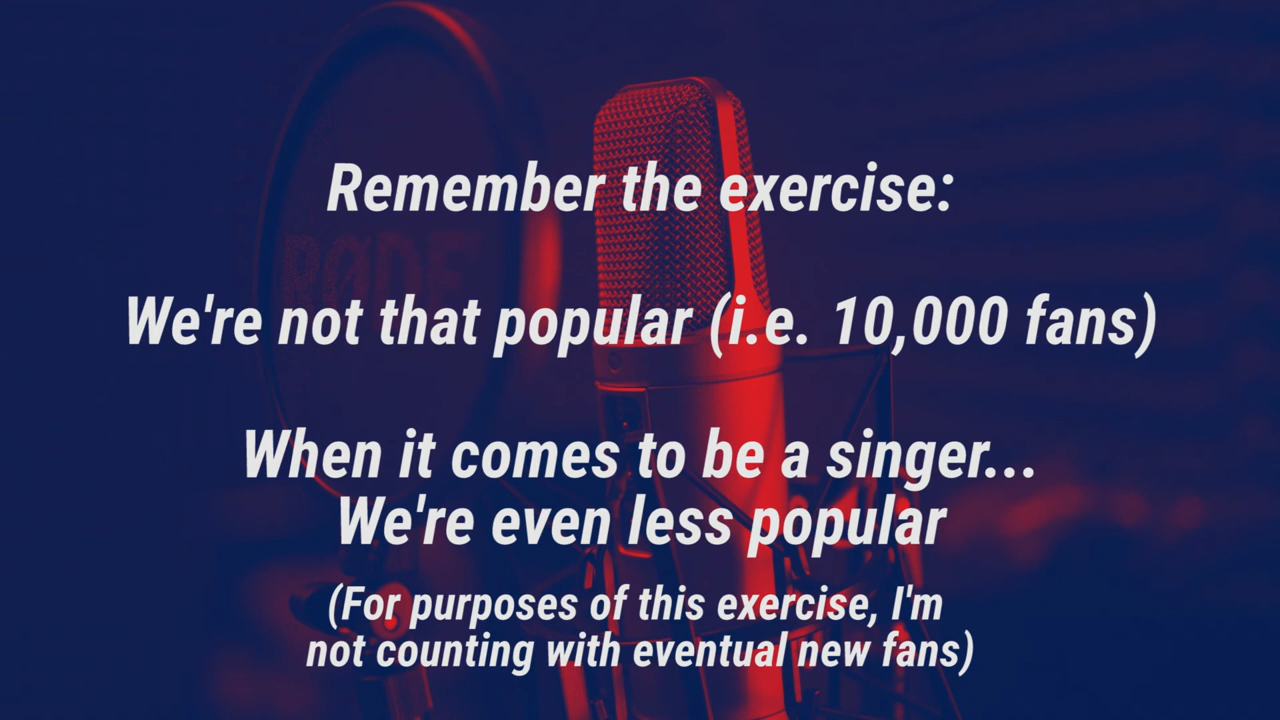 Remember the exercise:
We're not that popular (i.e. 10,000 fans)
When it comes to be a singer...
We're even less popular
(For purposes of this exercise, I'm
not counting with eventual new fans)
RØDE